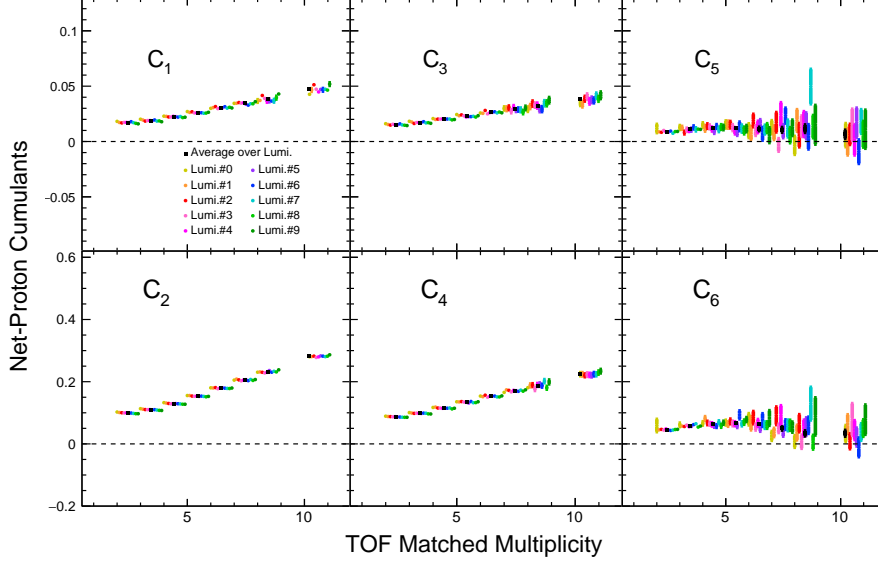 Net-Proton Cumulants
0.1
0.05
0
−0.05
C1
C3
C5
Average over Lumi.
Lumi.#0 Lumi.#5
Lumi.#1 Lumi.#6
Lumi.#2 Lumi.#7
Lumi.#3 Lumi.#8
Lumi.#4 Lumi.#9
0.6
0.4
0.2
0
−0.2
C2
C4
C6
5 10 5 10 5 10
TOF Matched Multiplicity